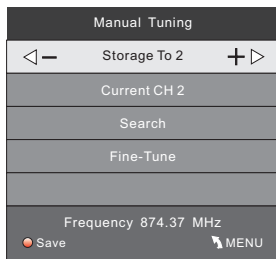 Manual Tuning
Storage To 2
Current CH 2
Search
Fine-Tune
Frequency 874.37 MHz
Save MENU